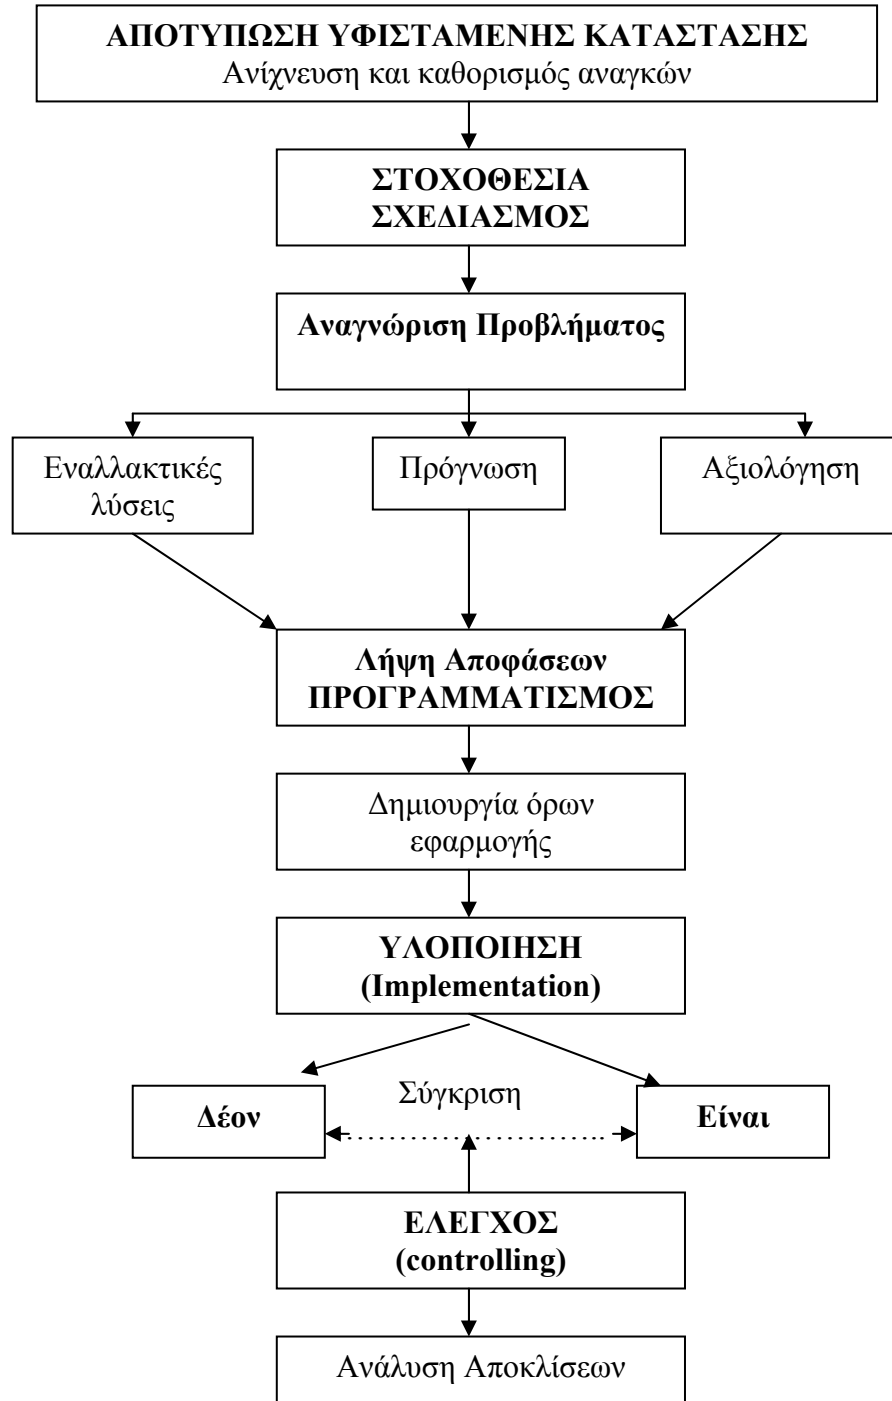 ΑΠΟΤΥΠΩΣΗ ΥΦΙΣΤΑΜΕΝΗΣ ΚΑΤΑΣΤΑΣΗΣ
Ανίχνευση και καθορισμός αναγκών
ΣΤΟΧΟΘΕΣΙΑ
ΣΧΕΔΙΑΣΜΟΣ
Αναγνώριση Προβλήματος
Εναλλακτικές
λύσεις
Πρόγνωση
Αξιολόγηση
Λήψη Αποφάσεων
ΠΡΟΓΡΑΜΜΑΤΙΣΜΟΣ
Δημιουργία όρων
εφαρμογής
ΥΛΟΠΟΙΗΣΗ
(Implementation)
Δέον
Σύγκριση
Είναι
ΕΛΕΓΧΟΣ
(controlling)
Ανάλυση Αποκλίσεων